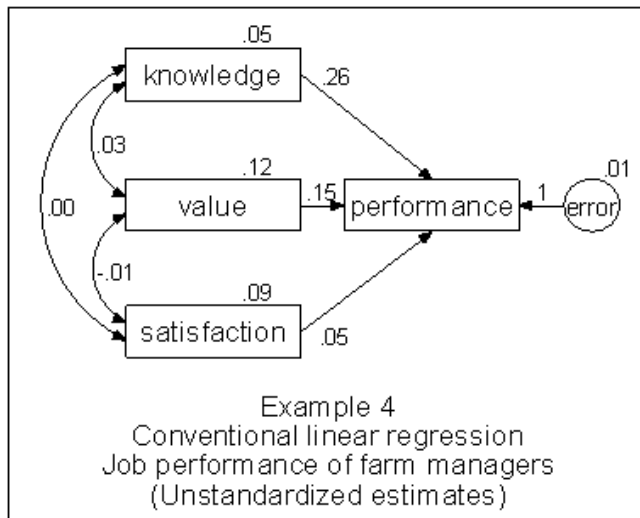 .05
knowledge
.26
.03
.12
.01
.00
value
.15
performance
1
error
-.01
.09
satisfaction
.05
Example 4
Conventional linear regression
Job performance of farm managers
(Unstandardized estimates)